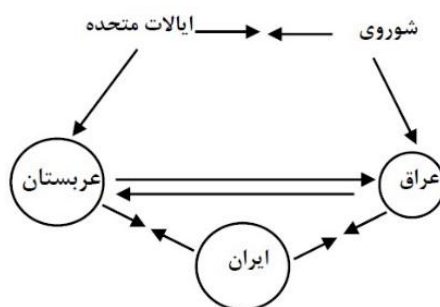 شوروی
ایالات متحده
عراق
عربستان
ایران